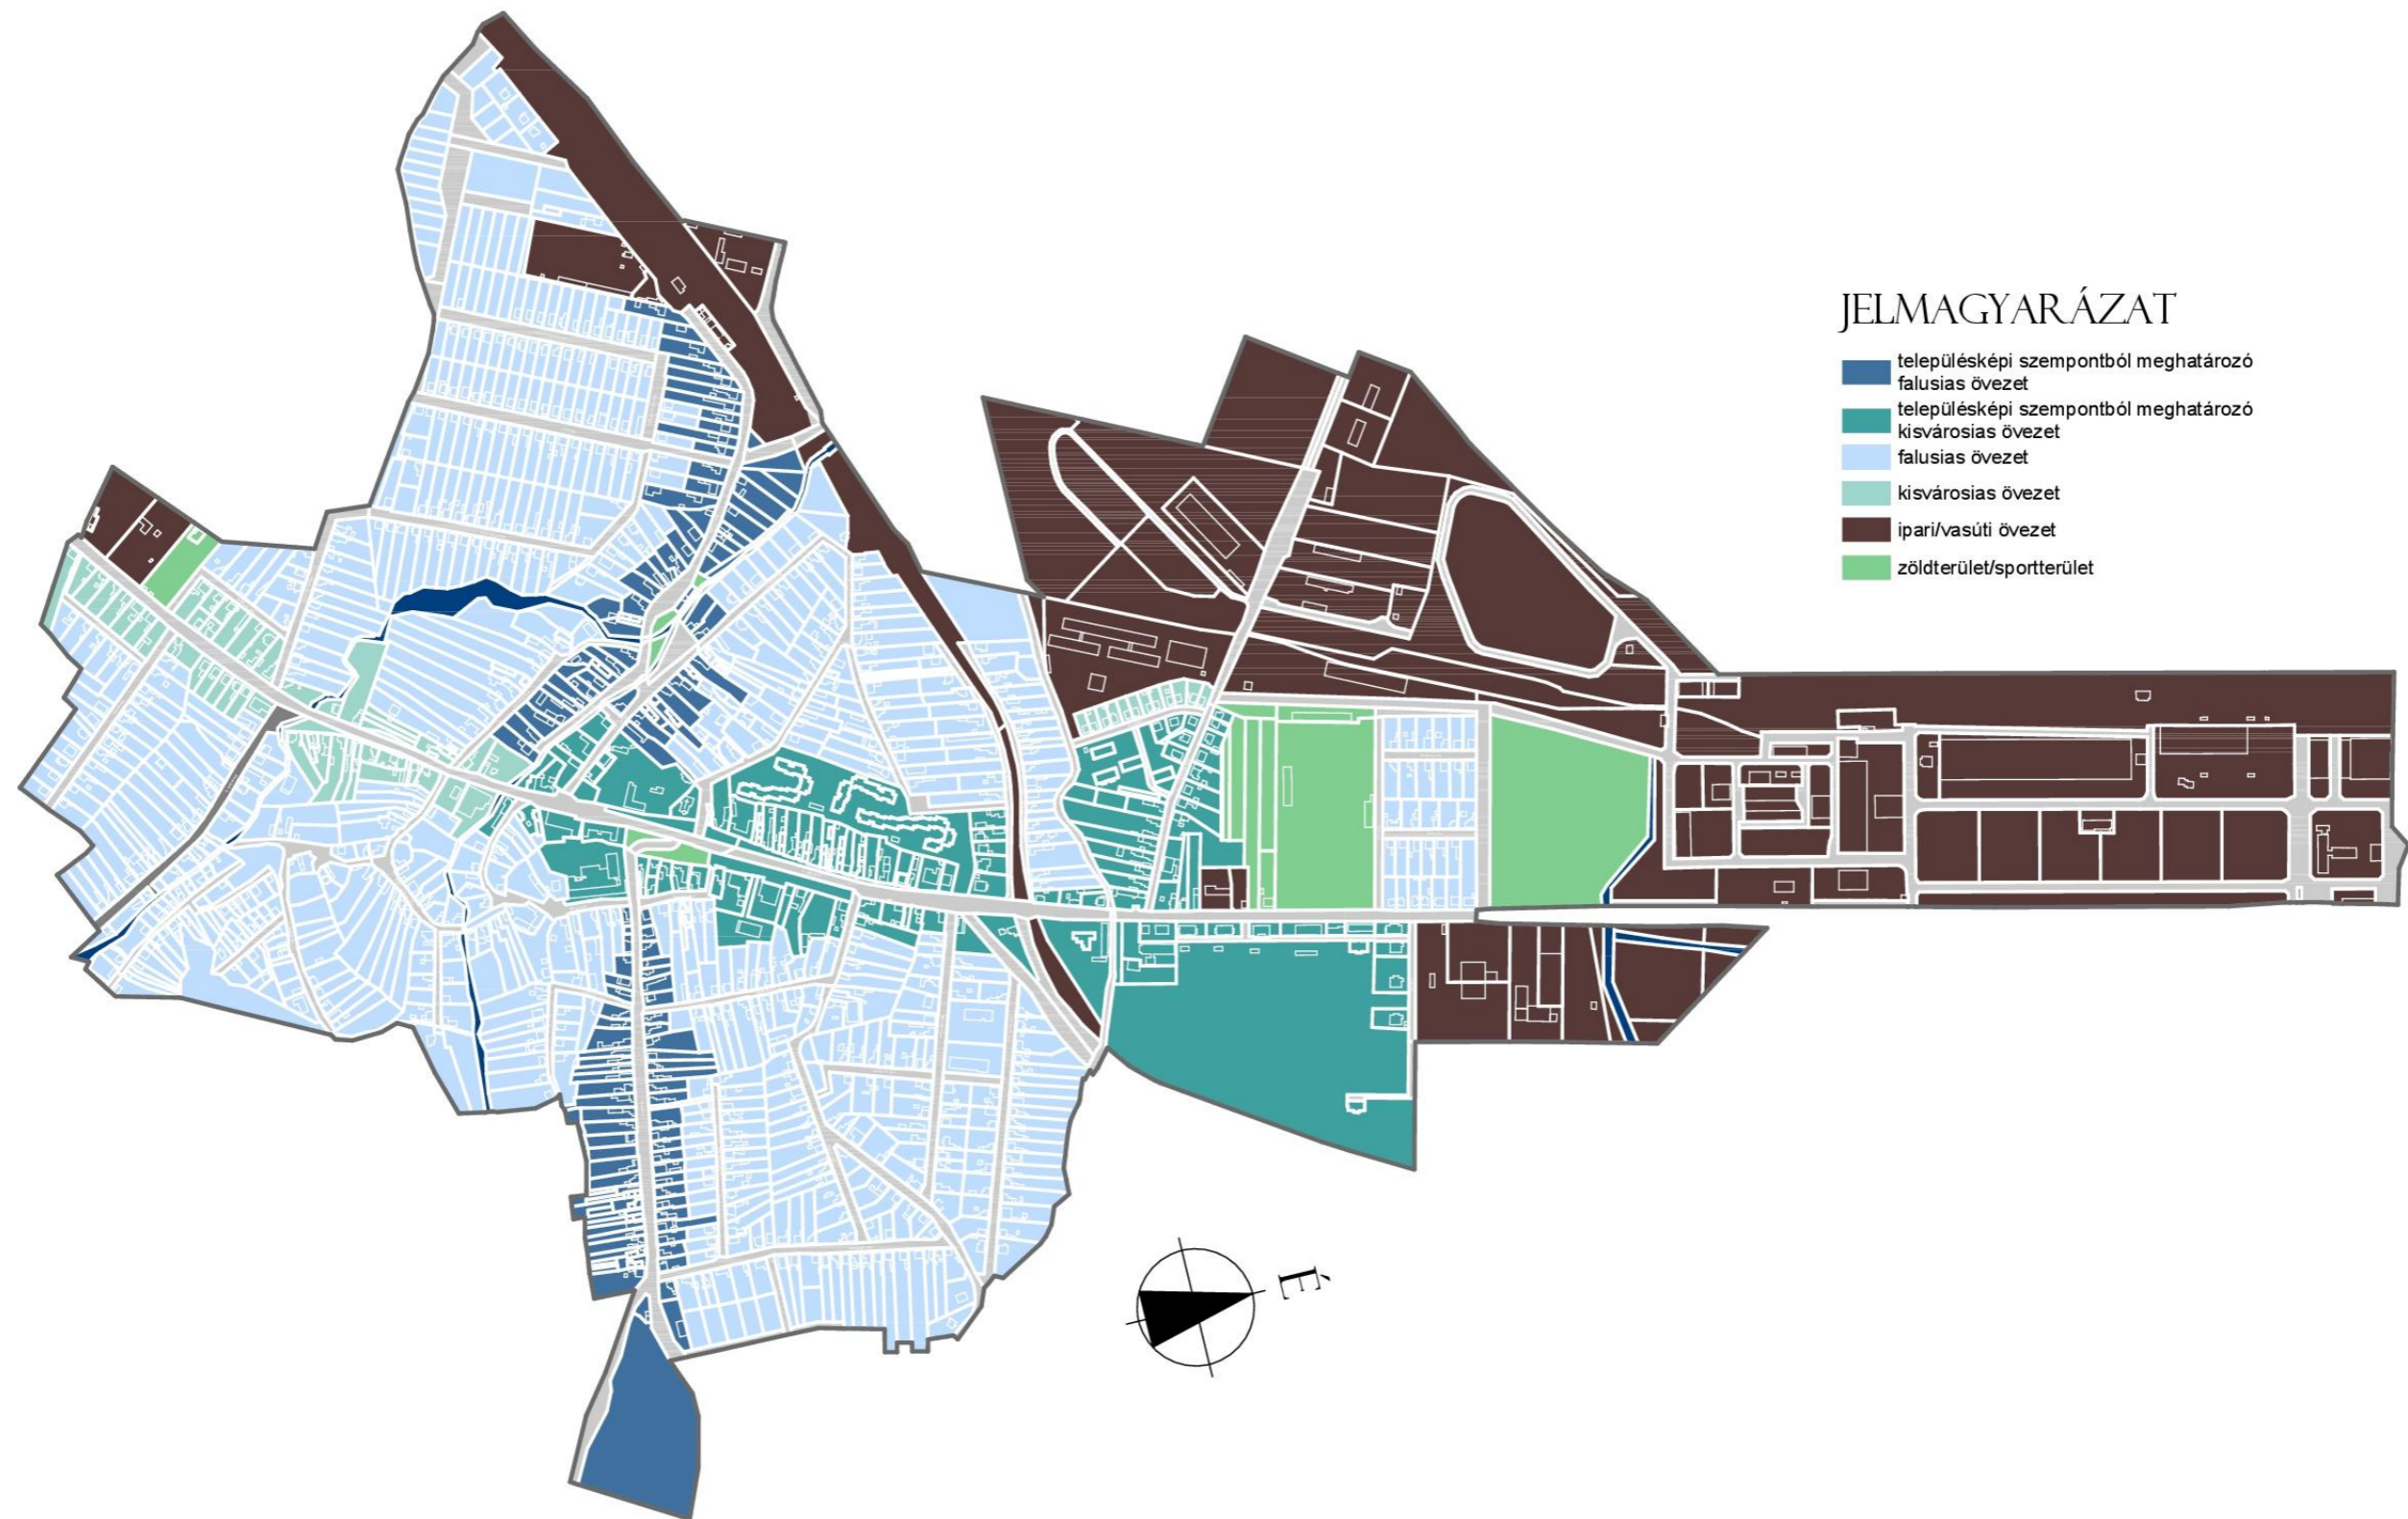 JELMAGYARÁZAT
településképi szempontból meghatározó
falusias övezet
településképi szempontból meghatározó
kisvárosias övezet
falusias övezet
kisvárosias övezet
ipari/vasúti övezet
zöldterület/sportterület
É